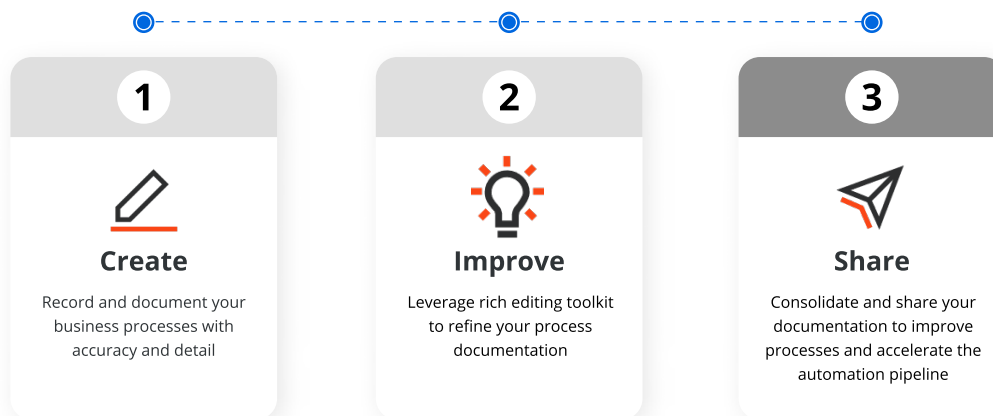 1
Create
Record and document your
business processes with
accuracy and detail
2
Improve
Leverage rich editing toolkit
to refine your process
documentation
3
Share
Consolidate and share your
documentation to improve
processes and accelerate the
automation pipeline